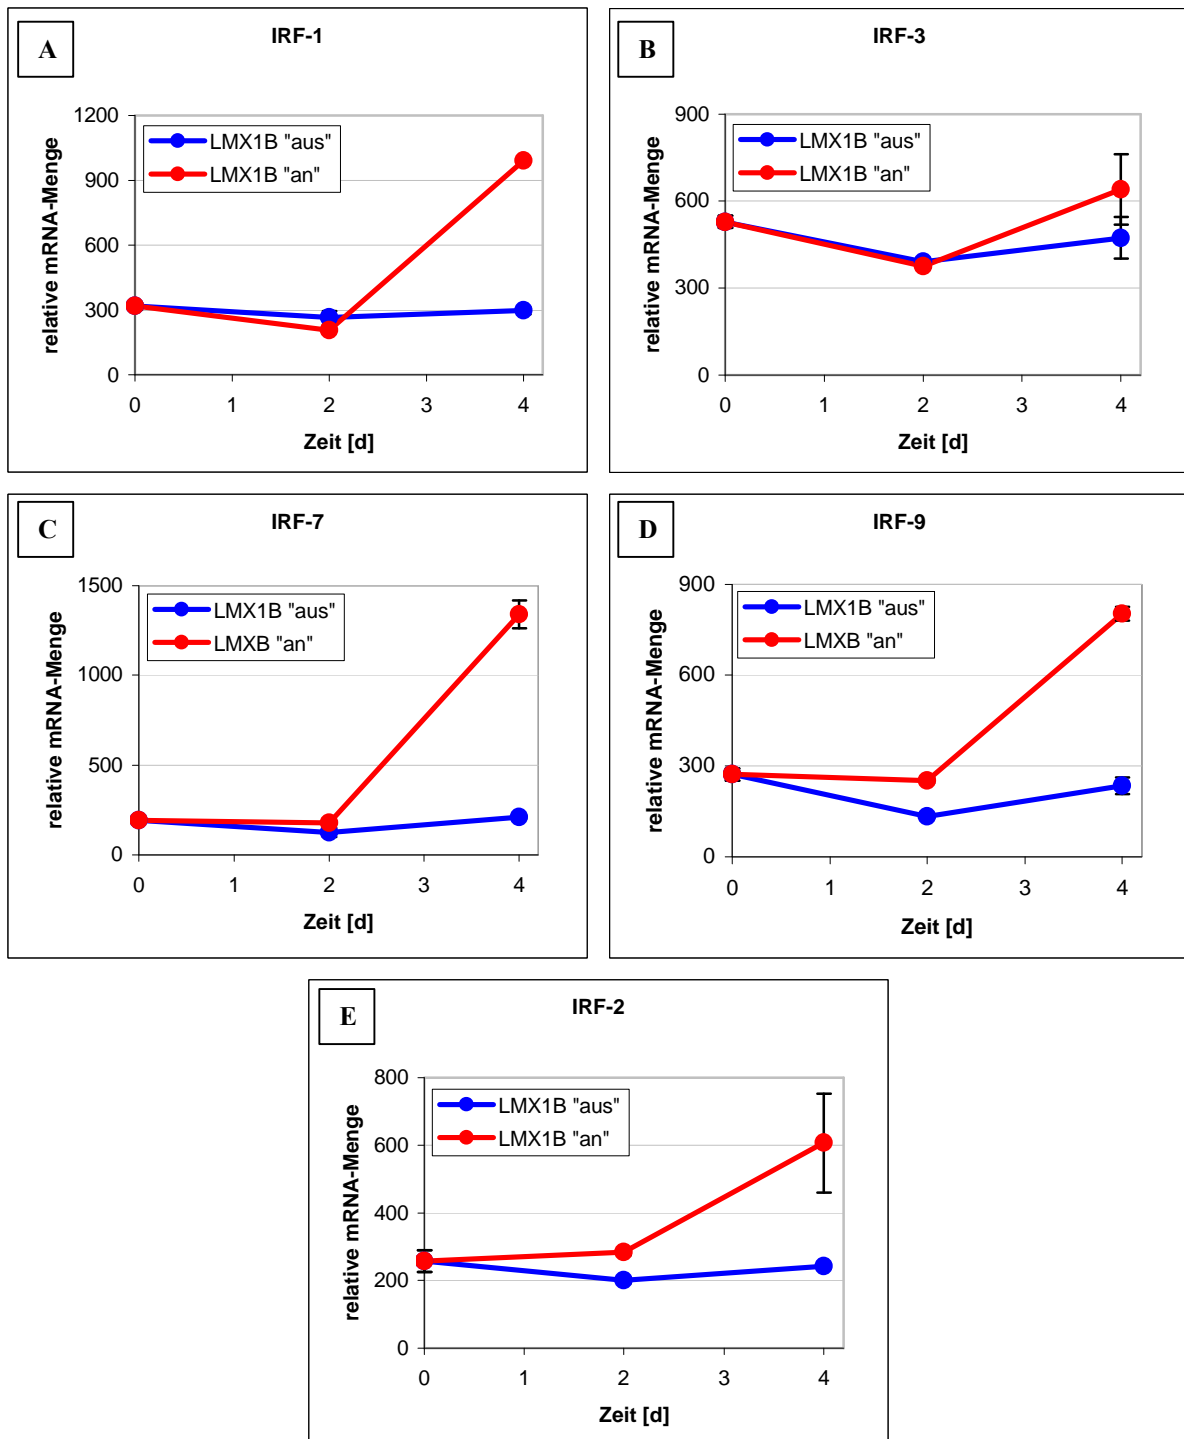 A
IRF-1
relative mRNA-Menge
1200
900
600
300
0
LMX1B "aus"
LMX1B "an"
0 1 2 3 4
Zeit [d]
B
IRF-3
relative mRNA-Menge
900
600
300
0
LMX1B "aus"
LMX1B "an"
0 1 2 3 4
Zeit [d]
C
IRF-7
relative mRNA-Menge
1500
1000
500
0
LMX1B "aus"
LMXB "an"
0 1 2 3 4
Zeit [d]
D
IRF-9
relative mRNA-Menge
900
600
300
0
LMX1B "aus"
LMXB "an"
0 1 2 3 4
Zeit [d]
E
IRF-2
relative mRNA-Menge
800
600
400
200
0
LMX1B "aus"
LMX1B "an"
0 1 2 3 4
Zeit [d]